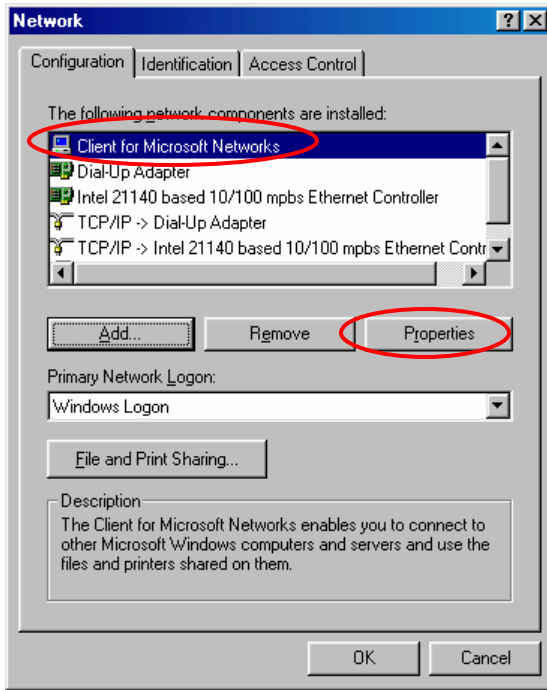 Network
Configuration Identification Access Control
The following network components are installed:
Client for Microsoft Networks
Dial-Up Adapter
Intel 21140 based 10/100 mpbs Ethernet Controller
TCP/IP -> Dial-Up Adapter
TCP/IP -> Intel 21140 based 10/100 mpbs Ethernet Contr
Add... Remove Properties
Primary Network Logon:
Windows Logon
File and Print Sharing...
Description
The Client for Microsoft Networks enables you to connect to
other Microsoft Windows computers and servers and use the
files and printers shared on them.
OK Cancel